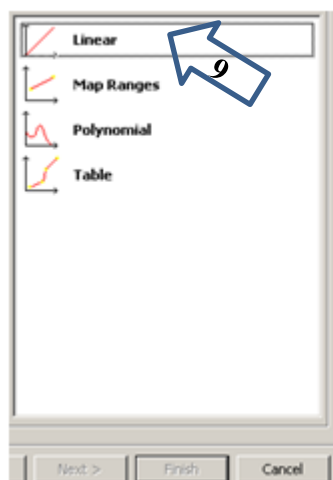 Linear
9
Map Ranges
Polynomial
Table
Next >
Finish
Cancel